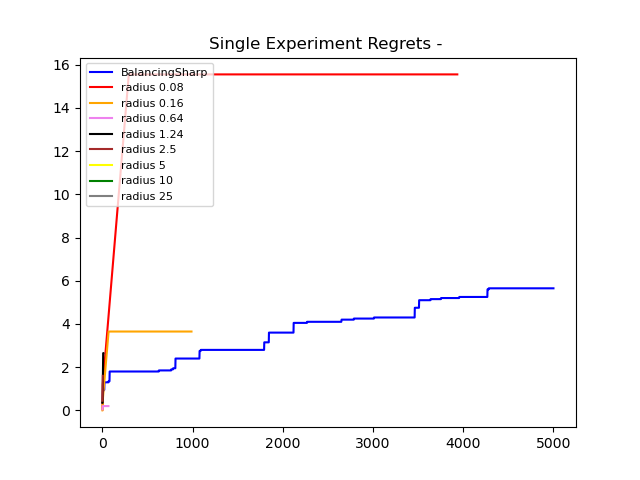 Single Experiment Regrets -
16
14
12
10
8
6
4
2
0
BalancingSharp
radius 0.08
radius 0.16
radius 0.64
radius 1.24
radius 2.5
radius 5
radius 10
radius 25
0 1000 2000 3000 4000 5000